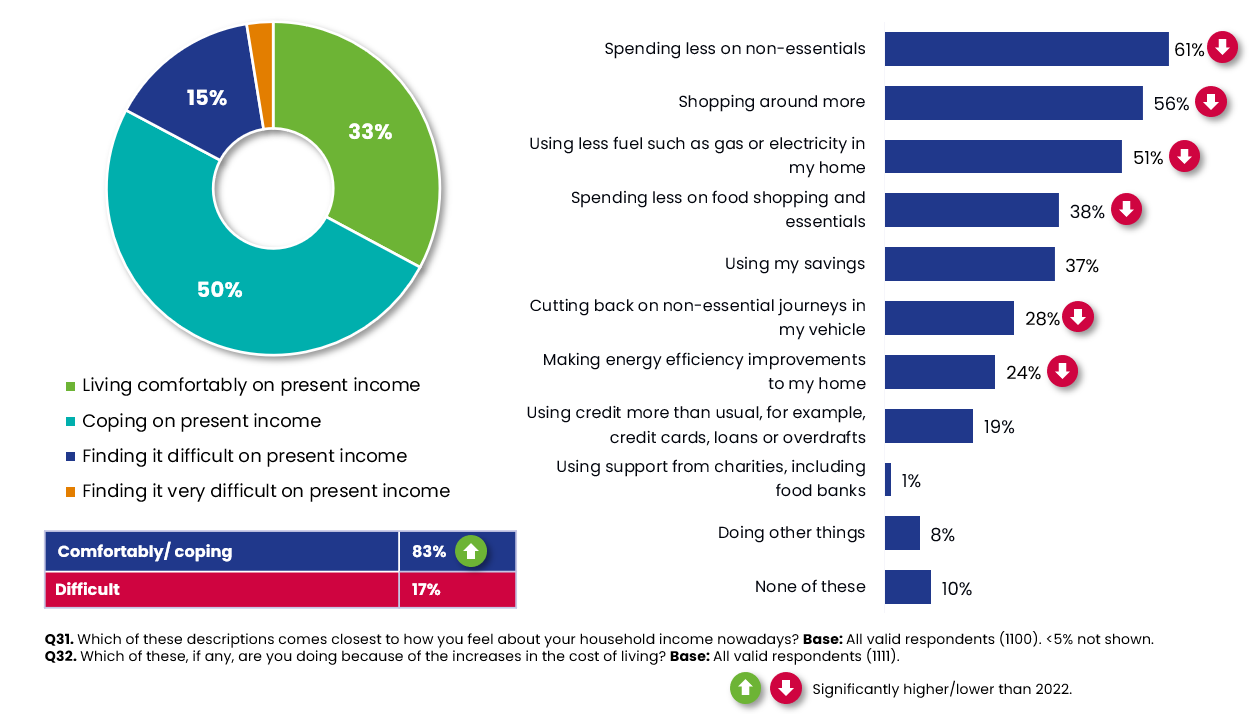 15%
33%
50%
Living comfortably on present income
Coping on present income
Finding it difficult on present income
Finding it very difficult on present income
Comfortably/ coping 83%
Difficult 17%
Spending less on non-essentials 61%
Shopping around more 56%
Using less fuel such as gas or electricity in
my home
51%
Spending less on food shopping and
essentials
38%
Using my savings 37%
Cutting back on non-essential journeys in
my vehicle
28%
Making energy efficiency improvements
to my home
24%
Using credit more than usual, for example,
credit cards, loans or overdrafts
19%
Using support from charities, including
food banks
1%
Doing other things 8%
None of these 10%
Q31. Which of these descriptions comes closest to how you feel about your household income nowadays? Base: All valid respondents (1100). <5% not shown.
Q32. Which of these, if any, are you doing because of the increases in the cost of living? Base: All valid respondents (1111).
Significantly higher/lower than 2022.